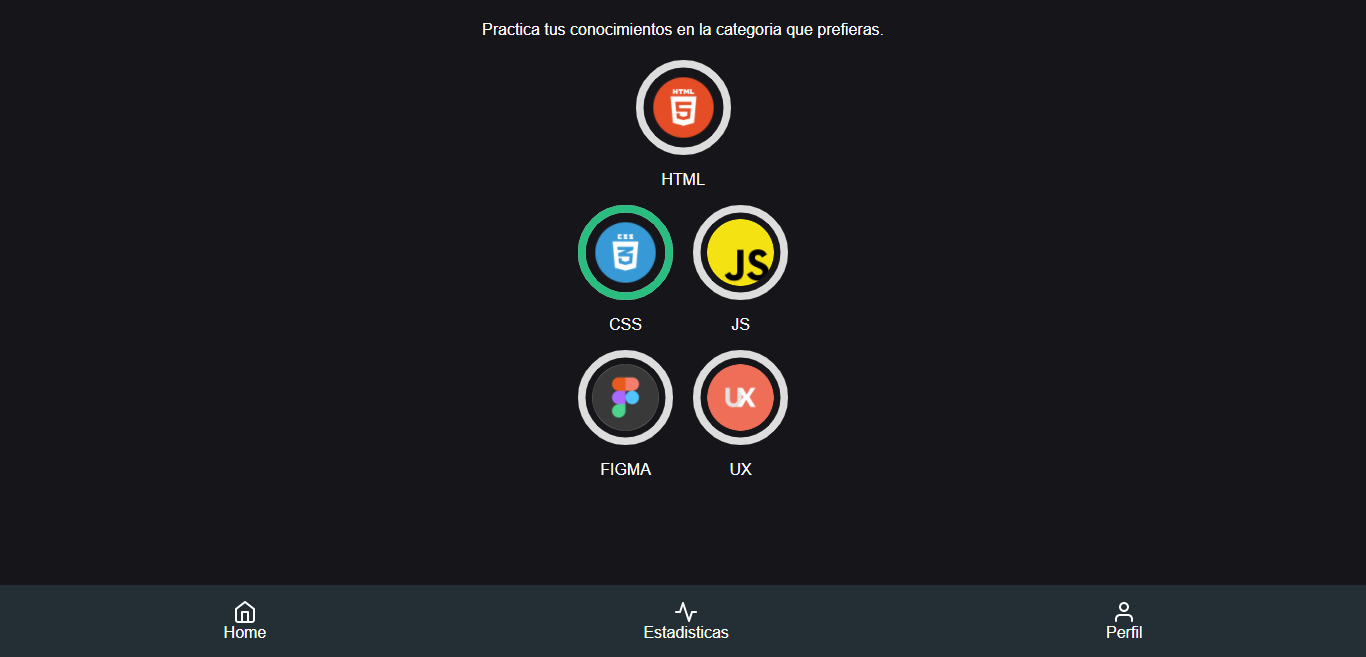 Practica tus conocimientos en la categoria que prefieras.
HTML
5
HTML
CSS
3
JS
CSS
JS
UX
FIGMA
UX
Home
Estadisticas
Perfil